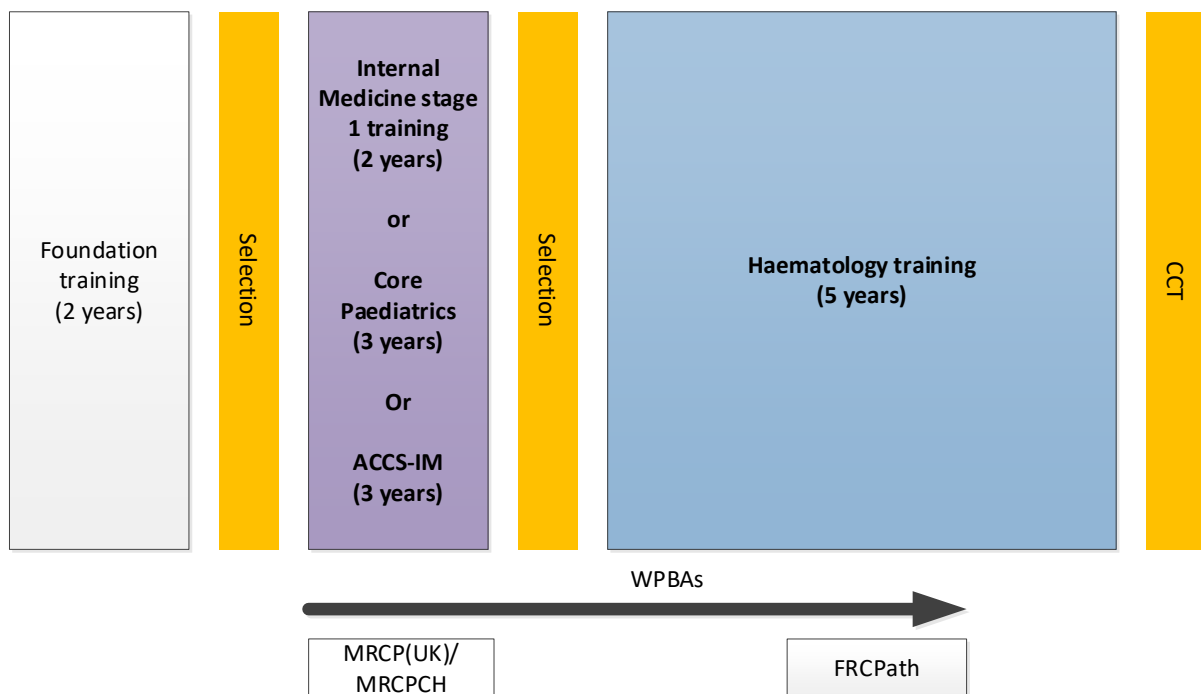 Foundation
training
(2 years)
Selection
Internal
Medicine stage
1 training
(2 years)
or
Core
Paediatrics
(3 years)
Or
ACCS-IM
(3 years)
Selection
Haematology training
(5 years)
CCT
WPBAs
MRCP(UK)/
MRCPCH
FRCPath